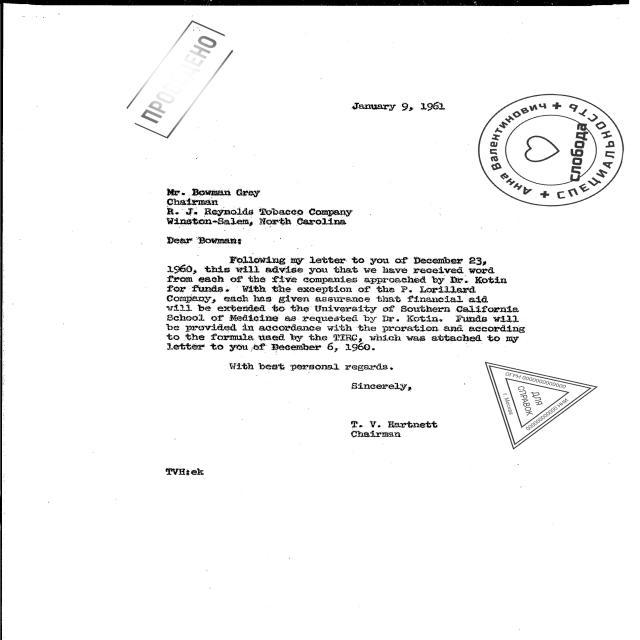 ПРОВЕДЕНО
January 9, 1961
Анна Валентинович + СПЕЦИАЛЬНОСТЬ +
слобода
Mr. Bowman Gray
Chairman
R. J. Reynolds Tobacco Company
Winston-Salem, North Carolina
Dear Bowman:
Following my letter to you of December 23,
1960, this will advise you that we have received word
from each of the five companies approached by Dr. Kotin
for funds. With the exception of the P. Lorillard
Company, each has given assurance that financial aid
will be extended to the University of Southern California
School of Medicine as requested by Dr. Kotin. Funds will
be provided in accordance with the proration and according
to the formula used by the TIRC, which was attached to my
letter to you of December 6, 1960.
With best personal regards.
Sincerely,
ОГРН 0000000000000
г. Москва
ДЛЯ
СПРАВОК
000000000000 ИНН
T. V. Hartnett
Chairman
TVH:ek